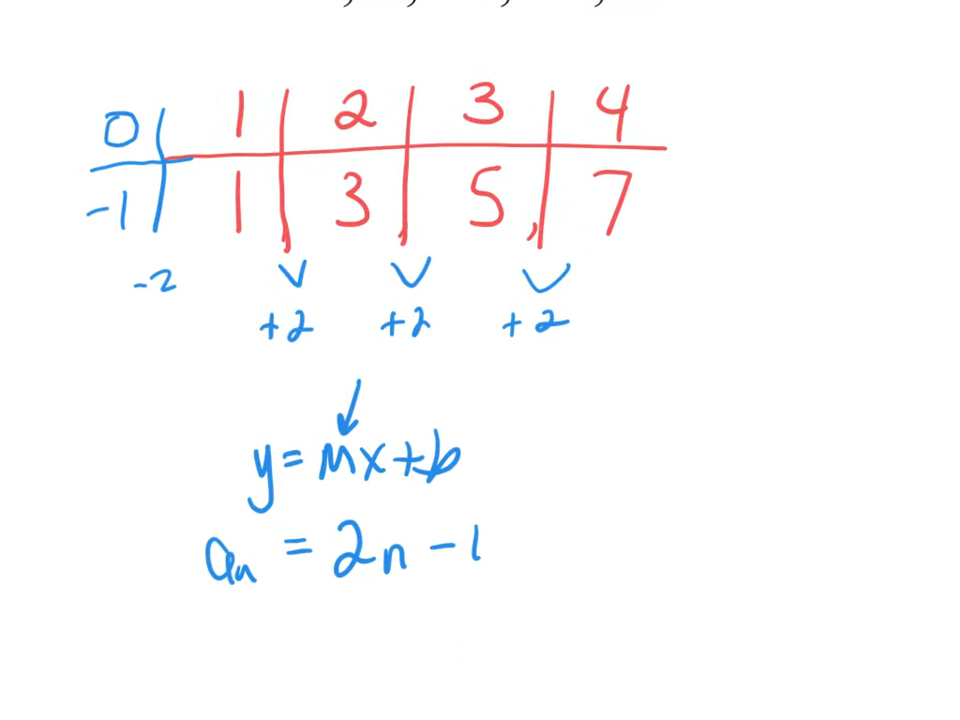 0 1 2 3 4
-1 1, 3, 5, 7
-2 +2 +2 +2
y = mx + b
an = 2n - 1